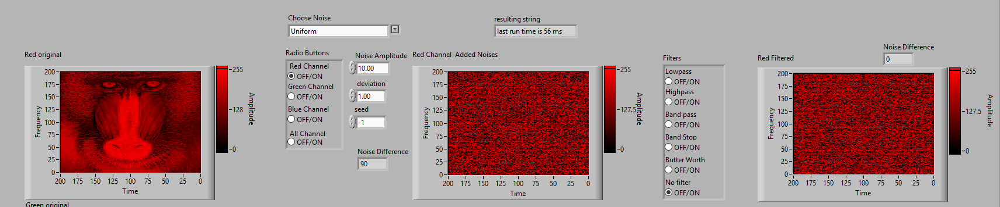 Choose Noise
Uniform
resulting string
last run time is 56 ms
Red original
200
175
150
125
100
75
50
25
0
Frequency
200 175 150 125 100 75 50 25 0
Time
255
128
0
Amplitude
Radio Buttons
Red Channel
OFF/ON
Green Channel
OFF/ON
Blue Channel
OFF/ON
All Channel
OFF/ON
Noise Amplitude
10.00
deviation
1.00
seed
-1
Noise Difference
90
Red Channel Added Noises
200
175
150
125
100
75
50
25
0
Frequency
200 175 150 125 100 75 50 25 0
Time
255
127.5
0
Amplitude
Filters
Lowpass
OFF/ON
Highpass
OFF/ON
Band pass
OFF/ON
Band Stop
OFF/ON
Butter Worth
OFF/ON
No filter
OFF/ON
Noise Difference
0
Red Filtered
200
175
150
125
100
75
50
25
0
Frequency
200 175 150 125 100 75 50 25 0
Time
255
127.5
0
Amplitude
Green original